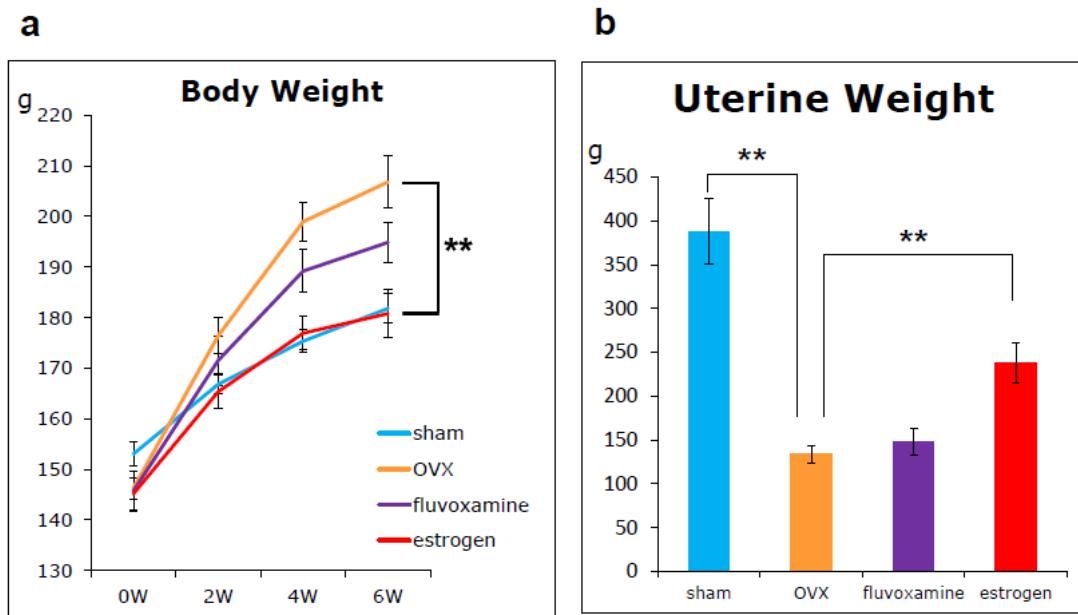 a
Body Weight
g
220
210
200
190
180
170
160
150
140
130
0W 2W 4W 6W
**
sham
OVX
fluvoxamine
estrogen
b
Uterine Weight
g
450
400
350
300
250
200
150
100
50
0
**
**
sham OVX fluvoxamine estrogen